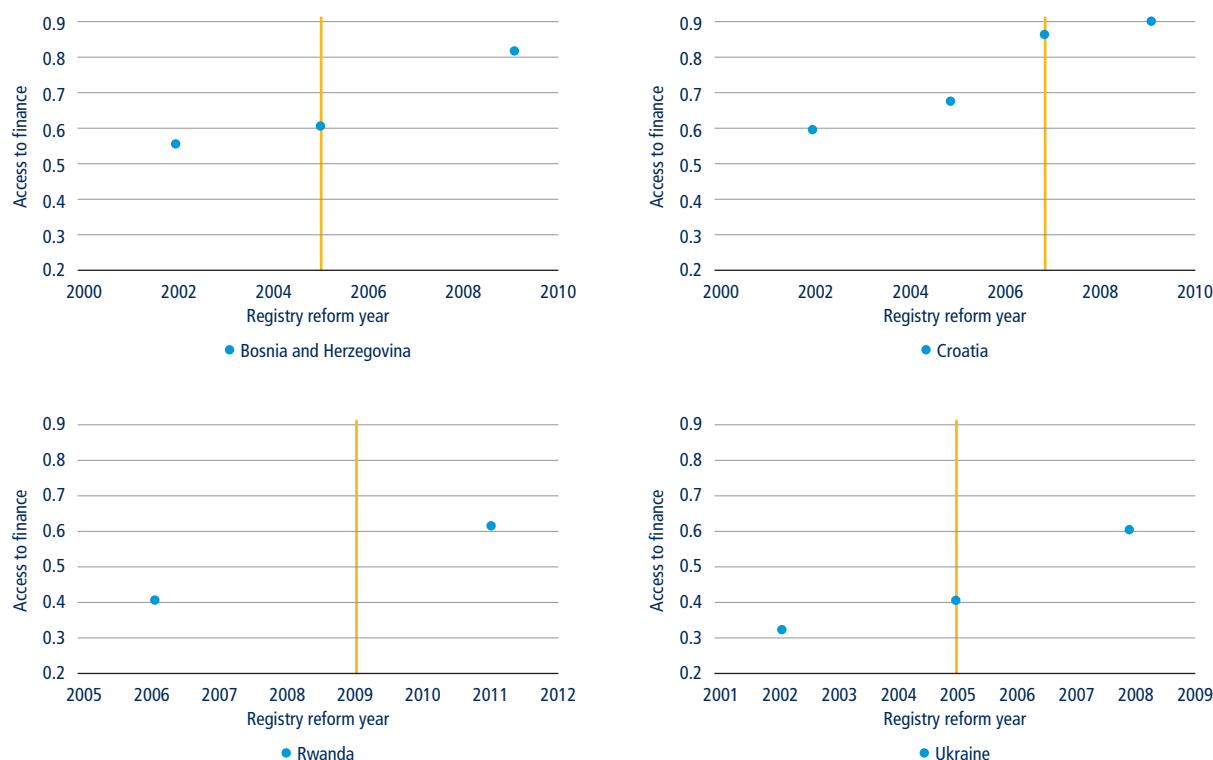 0.9
0.8
0.7
0.6
0.5
0.4
0.3
0.2
Access to finance
2000 2002 2004 2006 2008 2010
Registry reform year
Bosnia and Herzegovina
0.9
0.8
0.7
0.6
0.5
0.4
0.3
0.2
Access to finance
2000 2002 2004 2006 2008 2010
Registry reform year
Croatia
0.9
0.8
0.7
0.6
0.5
0.4
0.3
0.2
Access to finance
2005 2006 2007 2008 2009 2010 2011 2012
Registry reform year
Rwanda
0.9
0.8
0.7
0.6
0.5
0.4
0.3
0.2
Access to finance
2001 2002 2003 2004 2005 2006 2007 2008 2009
Registry reform year
Ukraine